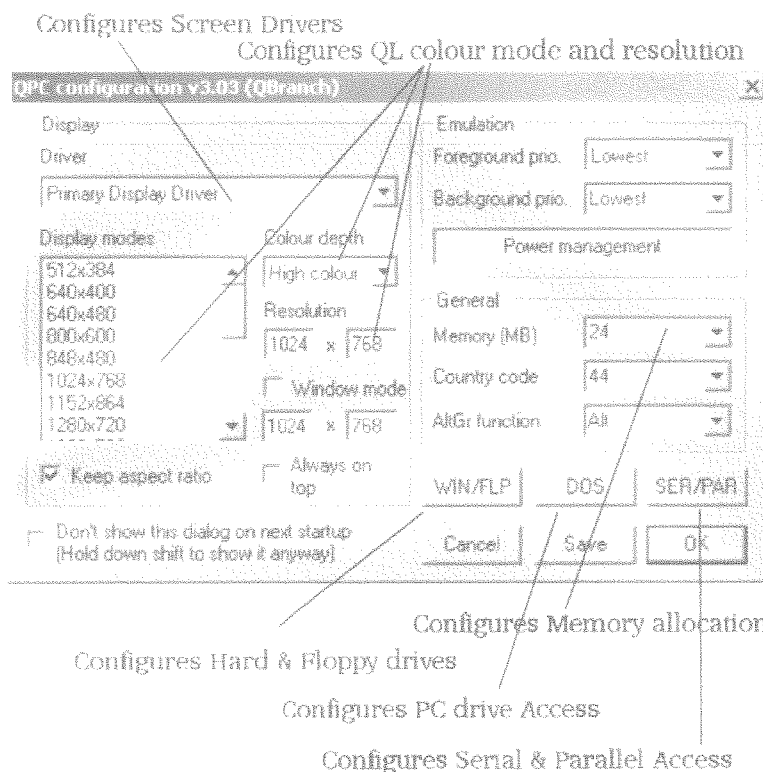 Configures Screen Drivers
Configures QL colour mode and resolution
QPC configuration v3.03 (QBranch)
Display
Driver
Primary Display Driver
Display modes
512x384
640x400
640x480
800x600
848x480
1024x768
1152x864
1280x720
Colour depth
High colour
Resolution
1024 x 768
Window mode
1024 x 768
Keep aspect ratio
Always on top
Don't show this dialog on next startup
(Hold down shift to show it anyway)
Emulation
Foreground prio. Lowest
Background prio. Lowest
Power management
General
Memory (MB) 24
Country code 44
AltGr function Alt
WIN/FLP DOS SER/PAR
Cancel Save OK
Configures Memory allocation
Configures Hard & Floppy drives
Configures PC drive Access
Configures Serial & Parallel Access